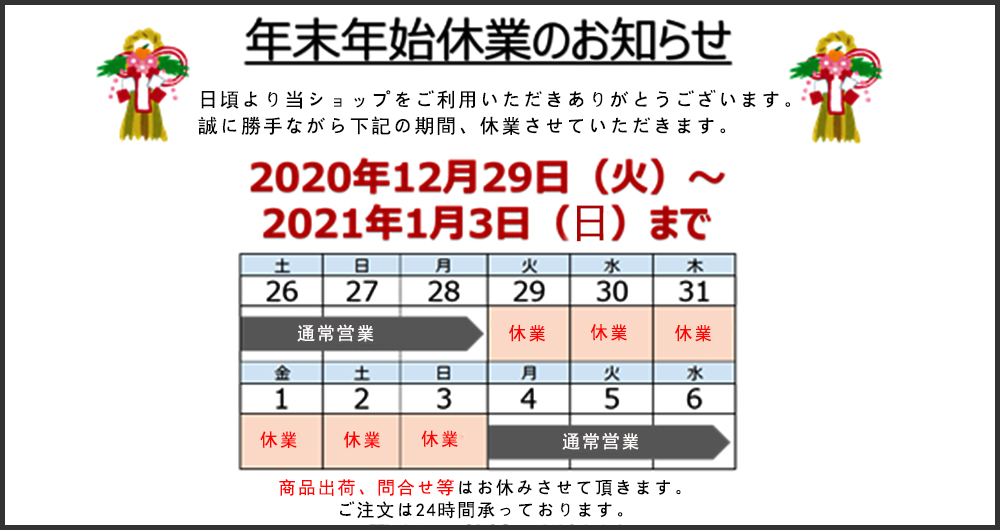 年末年始休業のお知らせ
日頃より当ショップをご利用いただきありがとうございます。
誠に勝手ながら下記の期間、休業させていただきます。
2020年12月29日（火）～
2021年1月3日（日）まで
土 日 月 火 水 木
26 27 28 29 30 31
通常営業 休業 休業 休業
金 土 日 月 火 水
1 2 3 4 5 6
休業 休業 休業 通常営業
商品出荷、問合せ等はお休みさせて頂きます。
ご注文は24時間承っております。